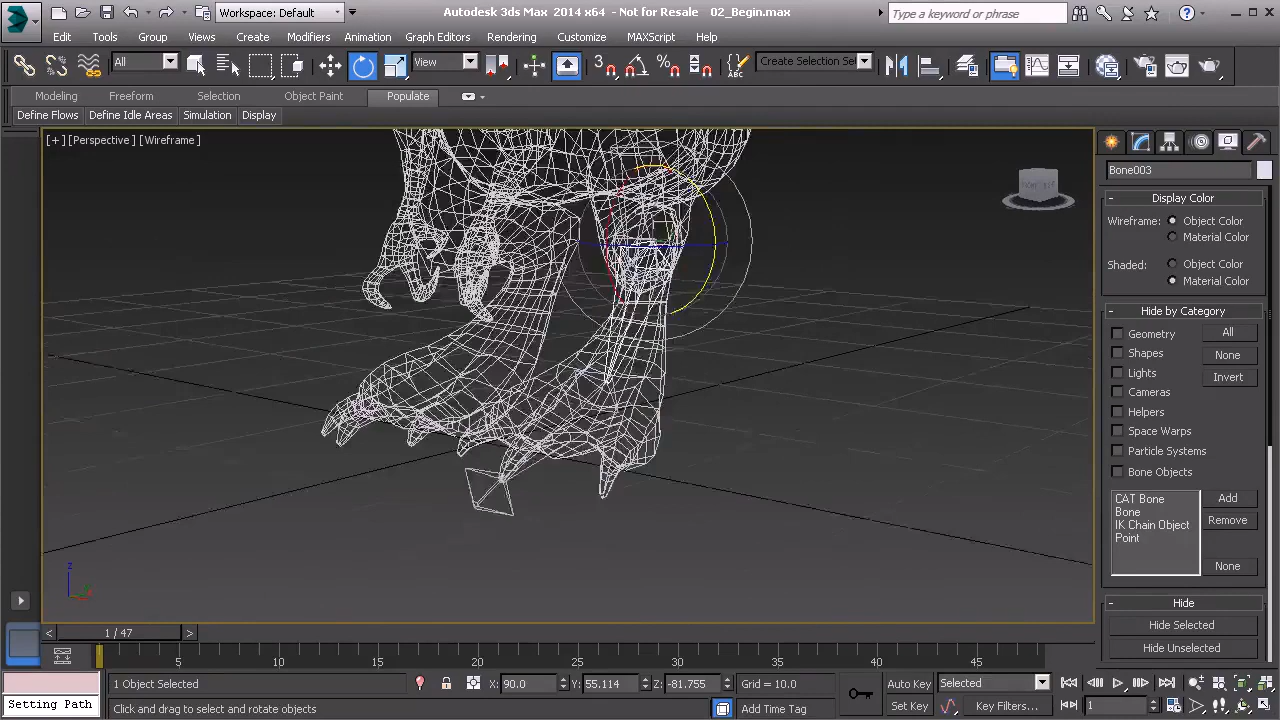 Workspace: Default
Autodesk 3ds Max 2014 x64 - Not for Resale 02_Begin.max
Type a keyword or phrase
Edit Tools Group Views Create Modifiers Animation Graph Editors Rendering Customize MAXScript Help
All View 3 Create Selection Se
Modeling Freeform Selection Object Paint Populate
Define Flows Define Idle Areas Simulation Display
[+] [Perspective] [Wireframe]
Bone003
- Display Color
Wireframe: Object Color
Material Color
Shaded: Object Color
Material Color
- Hide by Category
Geometry All
Shapes None
Lights Invert
Cameras
Helpers
Space Warps
Particle Systems
Bone Objects
CAT Bone Add
Bone
IK Chain Object Remove
Point
None
- Hide
Hide Selected
Hide Unselected
z
< 1 / 47 >
5 10 15 20 25 30 35 40 45
1 Object Selected X: 90.0 Y: 55.114 Z: -81.755 Grid = 10.0 Auto Key Selected
Setting Path Click and drag to select and rotate objects Add Time Tag Set Key Key Filters... 1